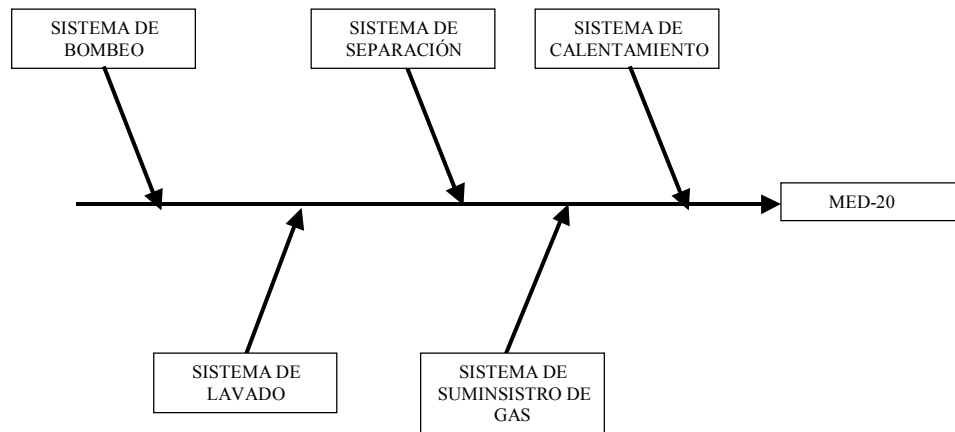 SISTEMA DE
BOMBEO
SISTEMA DE
SEPARACIÓN
SISTEMA DE
CALENTAMIENTO
MED-20
SISTEMA DE
LAVADO
SISTEMA DE
SUMINSISTRO DE
GAS